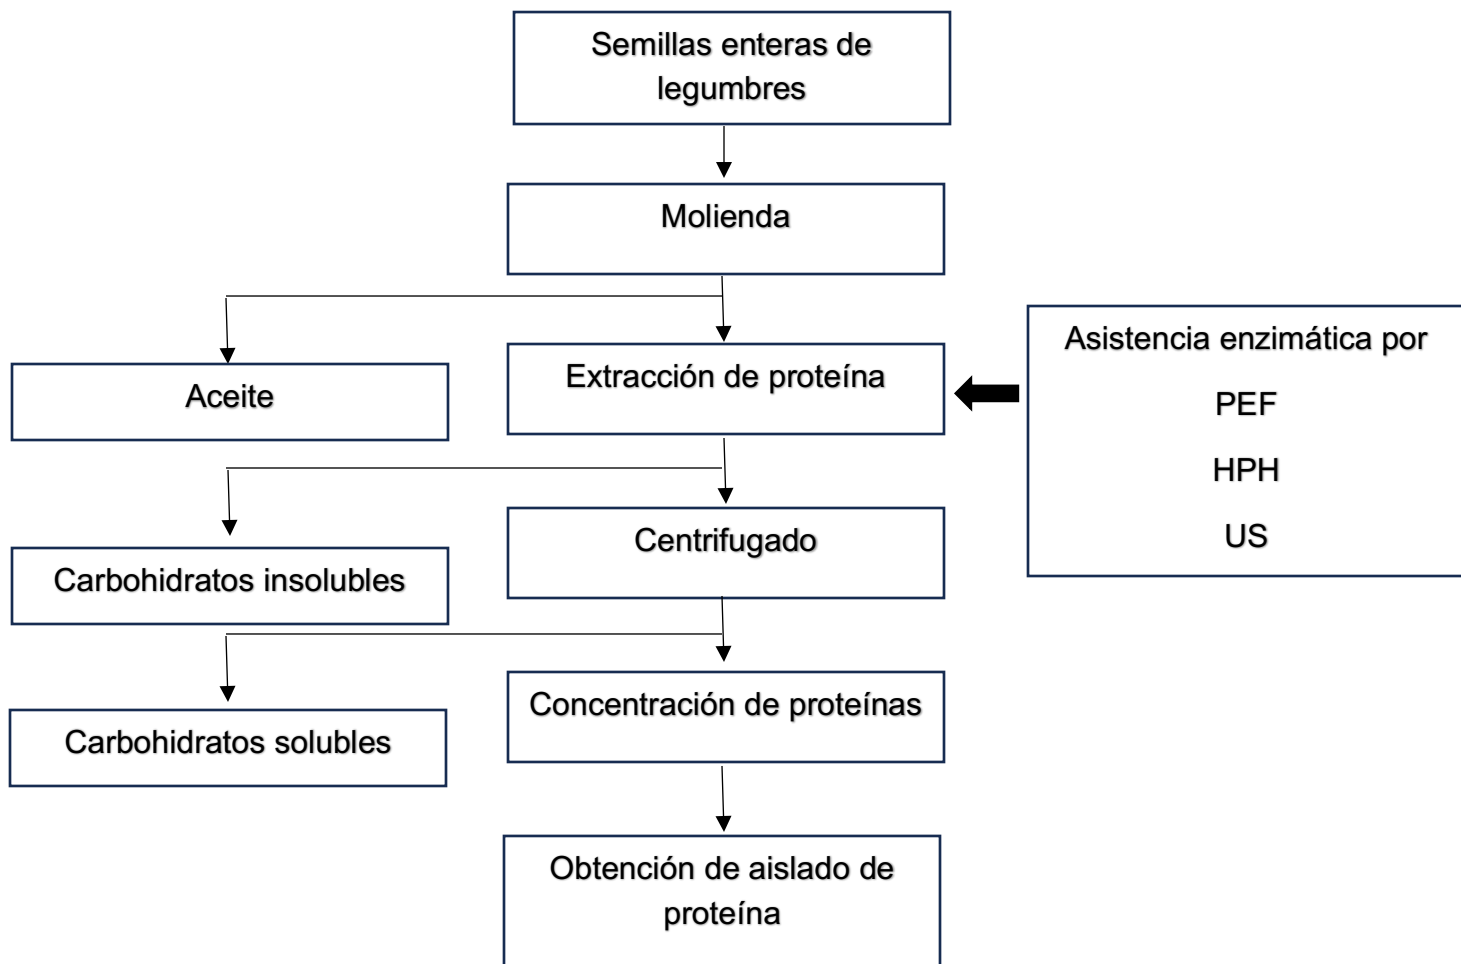 Semillas enteras de
legumbres
Molienda
Aceite
Extracción de proteína
Asistencia enzimática por
PEF
HPH
US
Carbohidratos insolubles
Centrifugado
Carbohidratos solubles
Concentración de proteínas
Obtención de aislado de
proteína